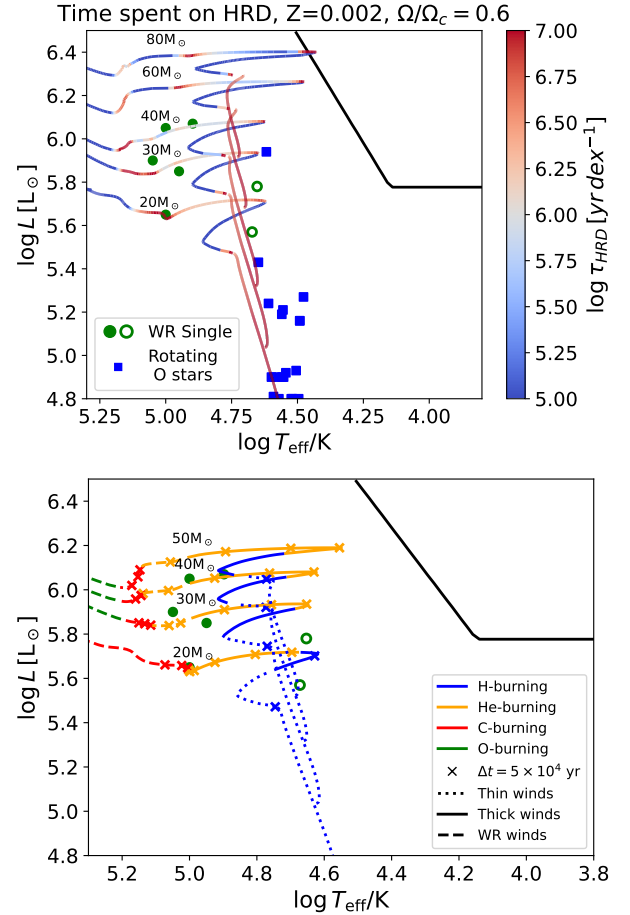 Time spent on HRD, Z=0.002, Ω/Ω_c = 0.6
6.4
6.2
6.0
5.8
5.6
5.4
5.2
5.0
4.8
log L [L⊙]
80M⊙
60M⊙
40M⊙
30M⊙
20M⊙
WR Single
Rotating
O stars
5.25 5.00 4.75 4.50 4.25 4.00
log T_eff/K
7.00
6.75
6.50
6.25
6.00
5.75
5.50
5.25
5.00
log τ_HRD [yr dex⁻¹]
6.4
6.2
6.0
5.8
5.6
5.4
5.2
5.0
4.8
log L [L⊙]
50M⊙
40M⊙
30M⊙
20M⊙
H-burning
He-burning
C-burning
O-burning
Δt = 5 × 10⁴ yr
Thin winds
Thick winds
WR winds
5.2 5.0 4.8 4.6 4.4 4.2 4.0 3.8
log T_eff/K